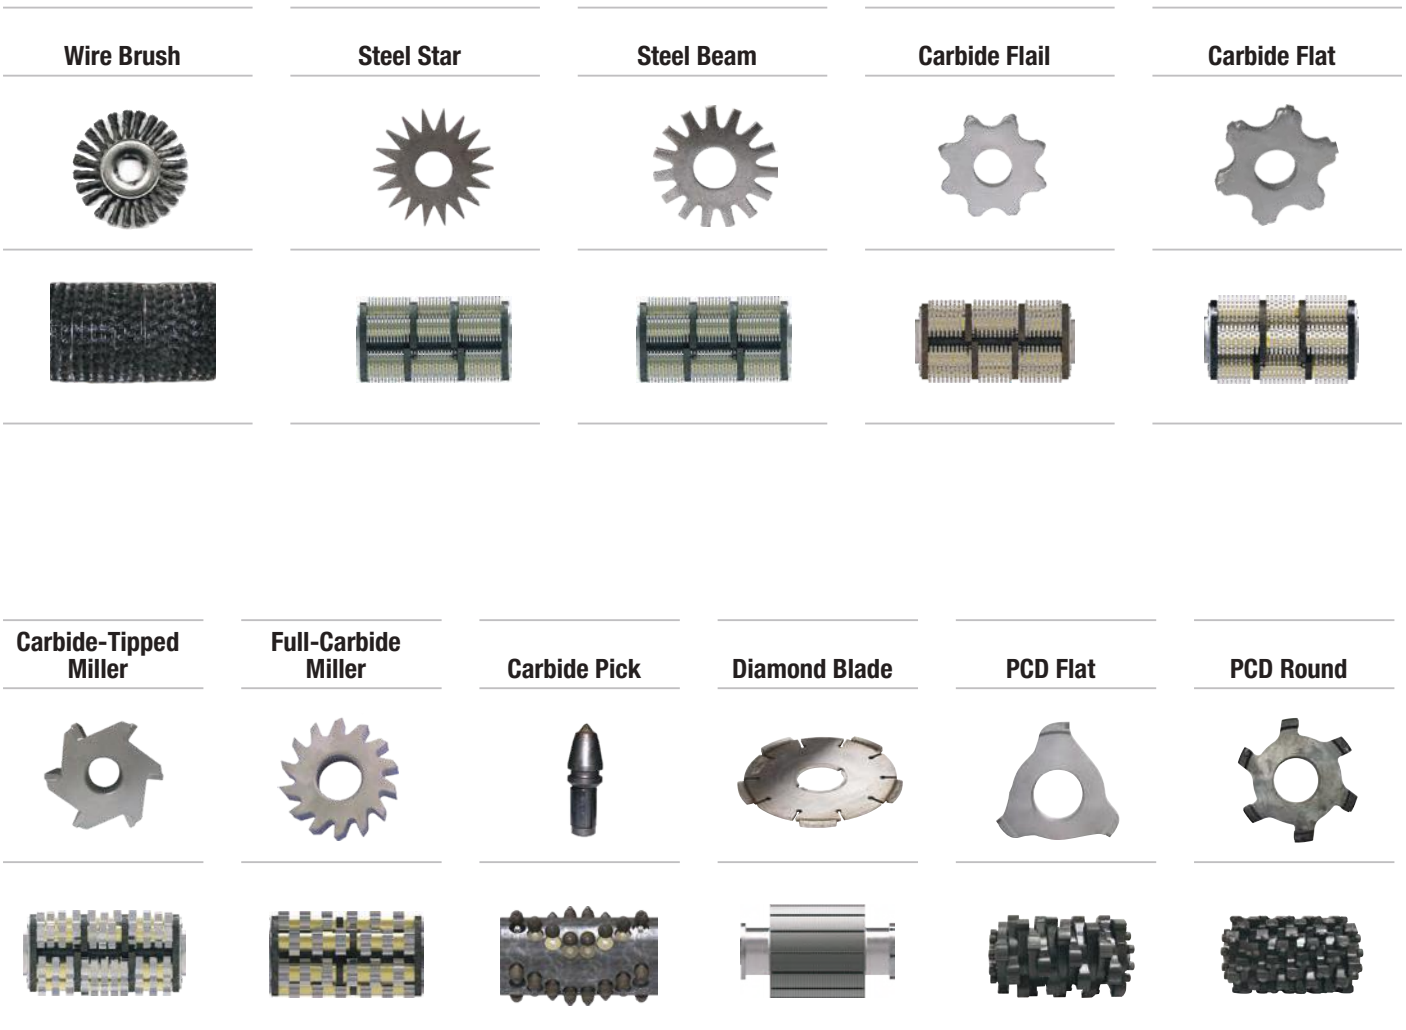 Wire Brush
Steel Star
Steel Beam
Carbide Flail
Carbide Flat
Carbide-Tipped
Miller
Full-Carbide
Miller
Carbide Pick
Diamond Blade
PCD Flat
PCD Round